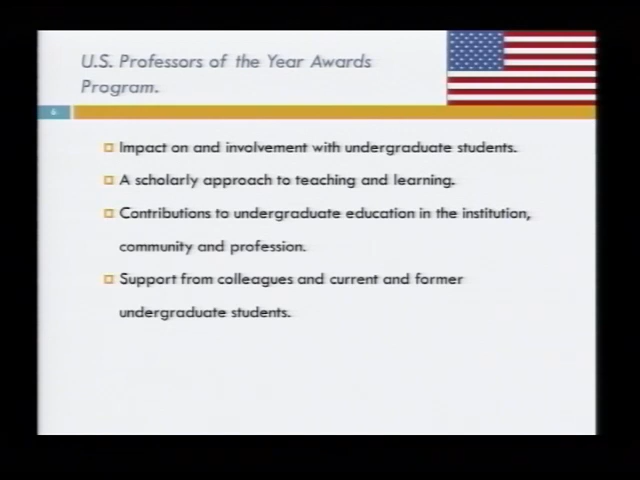 U.S. Professors of the Year Awards
Program.
6
Impact on and involvement with undergraduate students.
A scholarly approach to teaching and learning.
Contributions to undergraduate education in the institution,
community and profession.
Support from colleagues and current and former
undergraduate students.